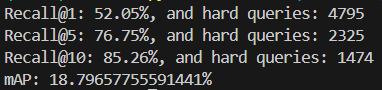 Recall@1: 52.05%, and hard queries: 4795
Recall@5: 76.75%, and hard queries: 2325
Recall@10: 85.26%, and hard queries: 1474
mAP: 18.79657755591441%